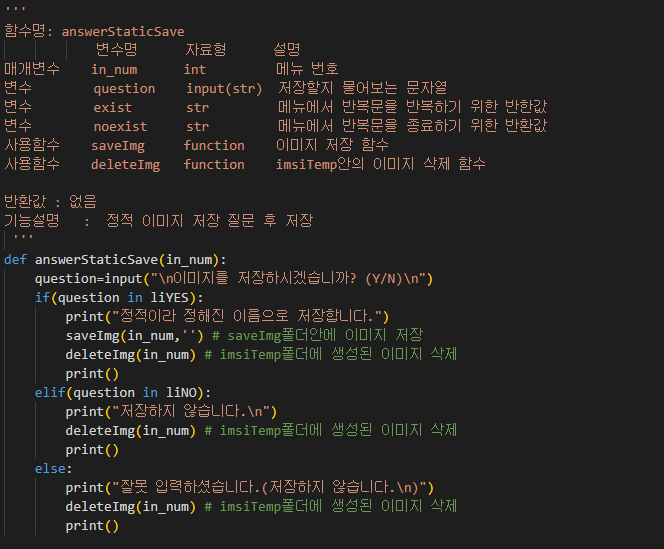 '''
함수명: answerStaticSave
변수명 자료형 설명
매개변수 in_num int 메뉴 번호
변수 question input(str) 저장할지 물어보는 문자열
변수 exist str 메뉴에서 반복문을 반복하기 위한 반한값
변수 noexist str 메뉴에서 반복문을 종료하기 위한 반환값
사용함수 saveImg function 이미지 저장 함수
사용함수 deleteImg function imsiTemp안의 이미지 삭제 함수
반환값 : 없음
기능설명 : 정적 이미지 저장 질문 후 저장
'''
def answerStaticSave(in_num):
question=input("\n이미지를 저장하시겠습니까? (Y/N)\n")
if(question in liYES):
print("정적이라 정해진 이름으로 저장합니다.")
saveImg(in_num,'') # saveImg폴더안에 이미지 저장
deleteImg(in_num) # imsiTemp폴더에 생성된 이미지 삭제
print()
elif(question in liNO):
print("저장하지 않습니다.\n")
deleteImg(in_num) # imsiTemp폴더에 생성된 이미지 삭제
print()
else:
print("잘못 입력하셨습니다.(저장하지 않습니다.\n)")
deleteImg(in_num) # imsiTemp폴더에 생성된 이미지 삭제
print()